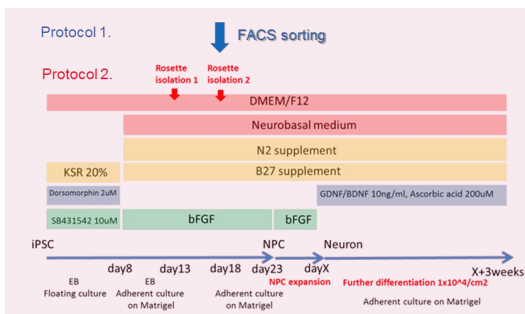 Protocol 1.
FACS sorting
Protocol 2.
Rosette
isolation 1
Rosette
isolation 2
DMEM/F12
Neurobasal medium
N2 supplement
KSR 20%
B27 supplement
Dorsomorphin 2uM
GDNF/BDNF 10ng/ml, Ascorbic acid 200uM
SB431542 10uM
bFGF
bFGF
iPSC
NPC
Neuron
day8
day13
day18
day23
dayX
X+3weeks
EB
Floating culture
EB
Adherent culture
on Matrigel
Adherent culture
on Matrigel
NPC expansion
Further differentiation 1x10^4/cm2
Adherent culture on Matrigel